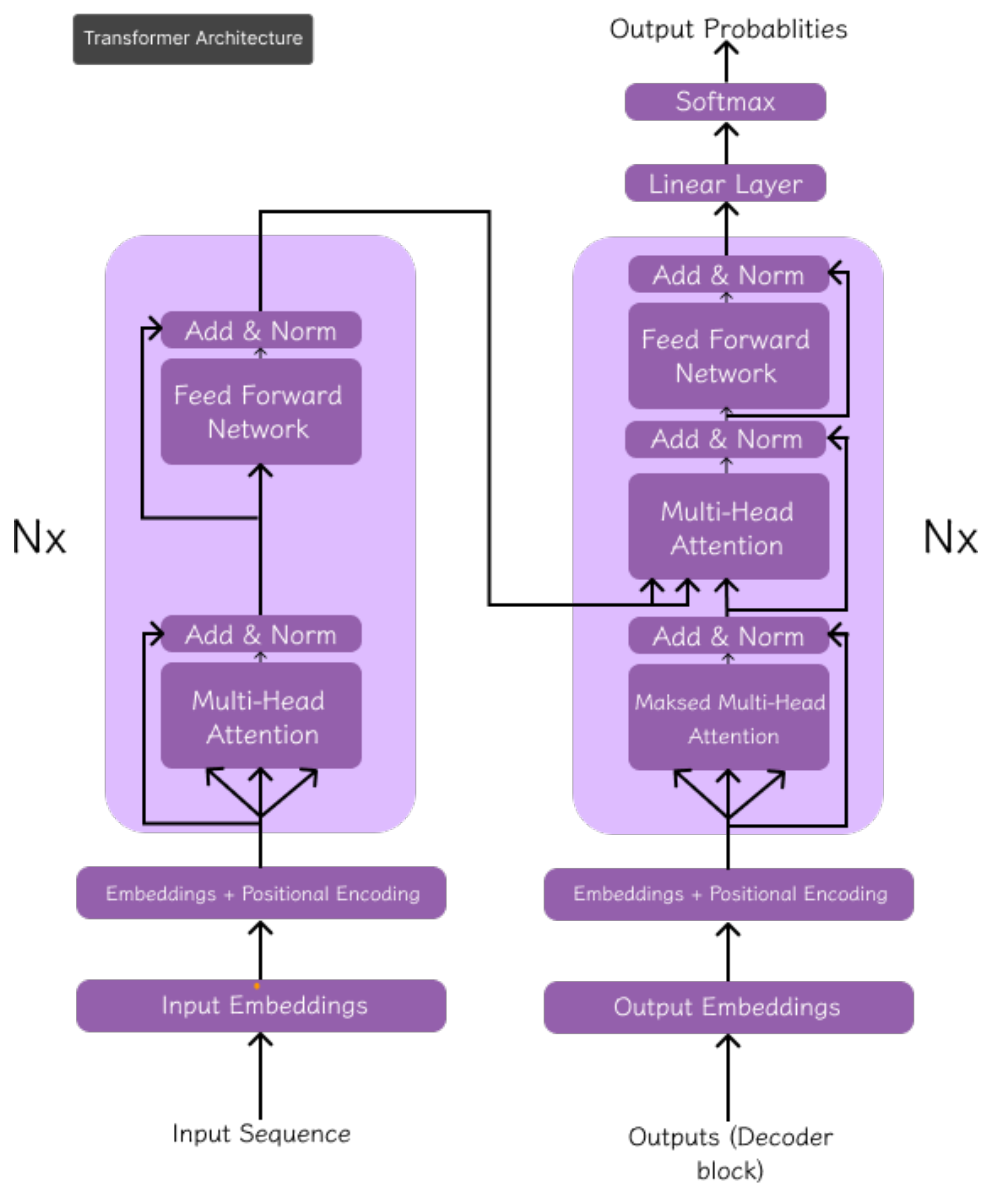 Transformer Architecture
Output Probablities
Softmax
Linear Layer
Add & Norm
Feed Forward
Network
Add & Norm
Multi-Head
Attention
Add & Norm
Maksed Multi-Head
Attention
Nx
Embeddings + Positional Encoding
Output Embeddings
Outputs (Decoder
block)
Add & Norm
Feed Forward
Network
Nx
Add & Norm
Multi-Head
Attention
Embeddings + Positional Encoding
Input Embeddings
Input Sequence